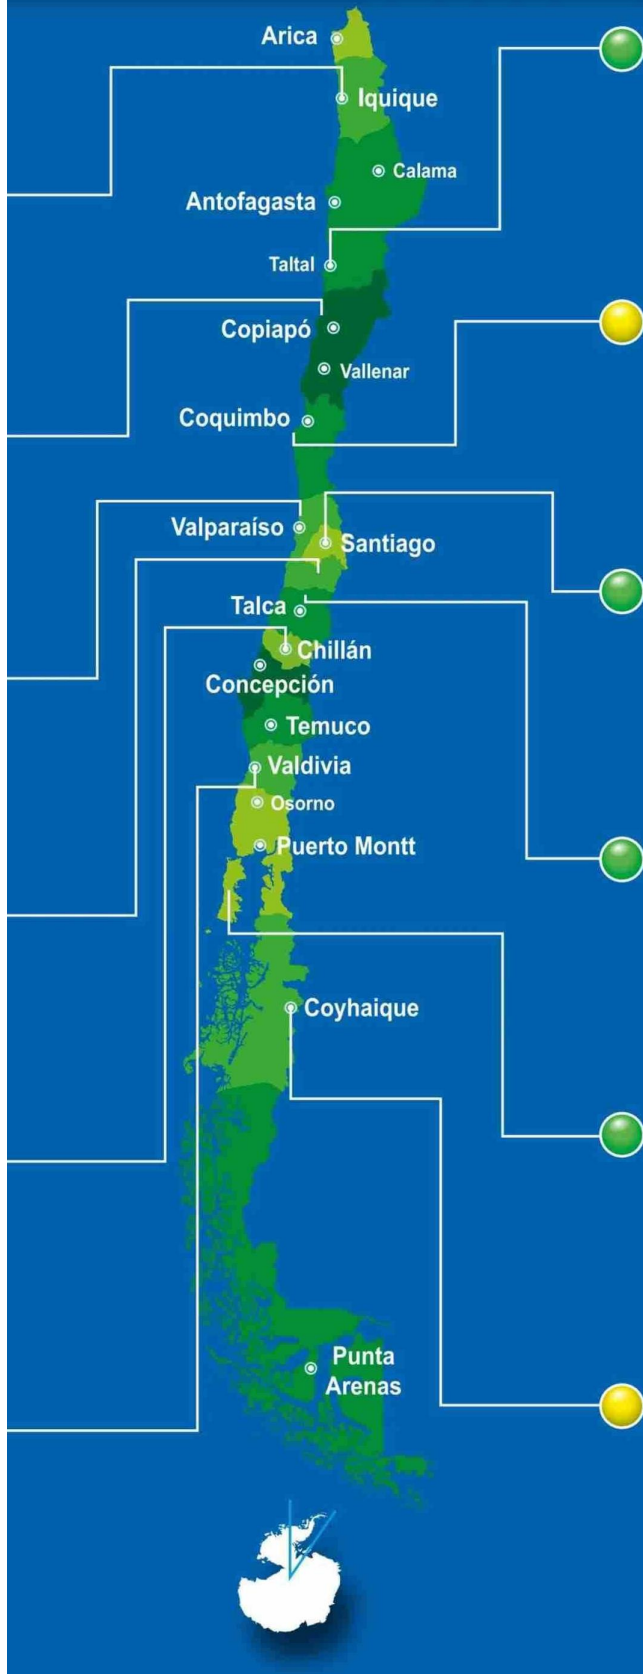 Arica
Iquique
Calama
Antofagasta
Taltal
Copiapó
Vallenar
Coquimbo
Valparaíso
Santiago
Talca
Chillán
Concepción
Temuco
Valdivia
Osorno
Puerto Montt
Coyhaique
Punta
Arenas